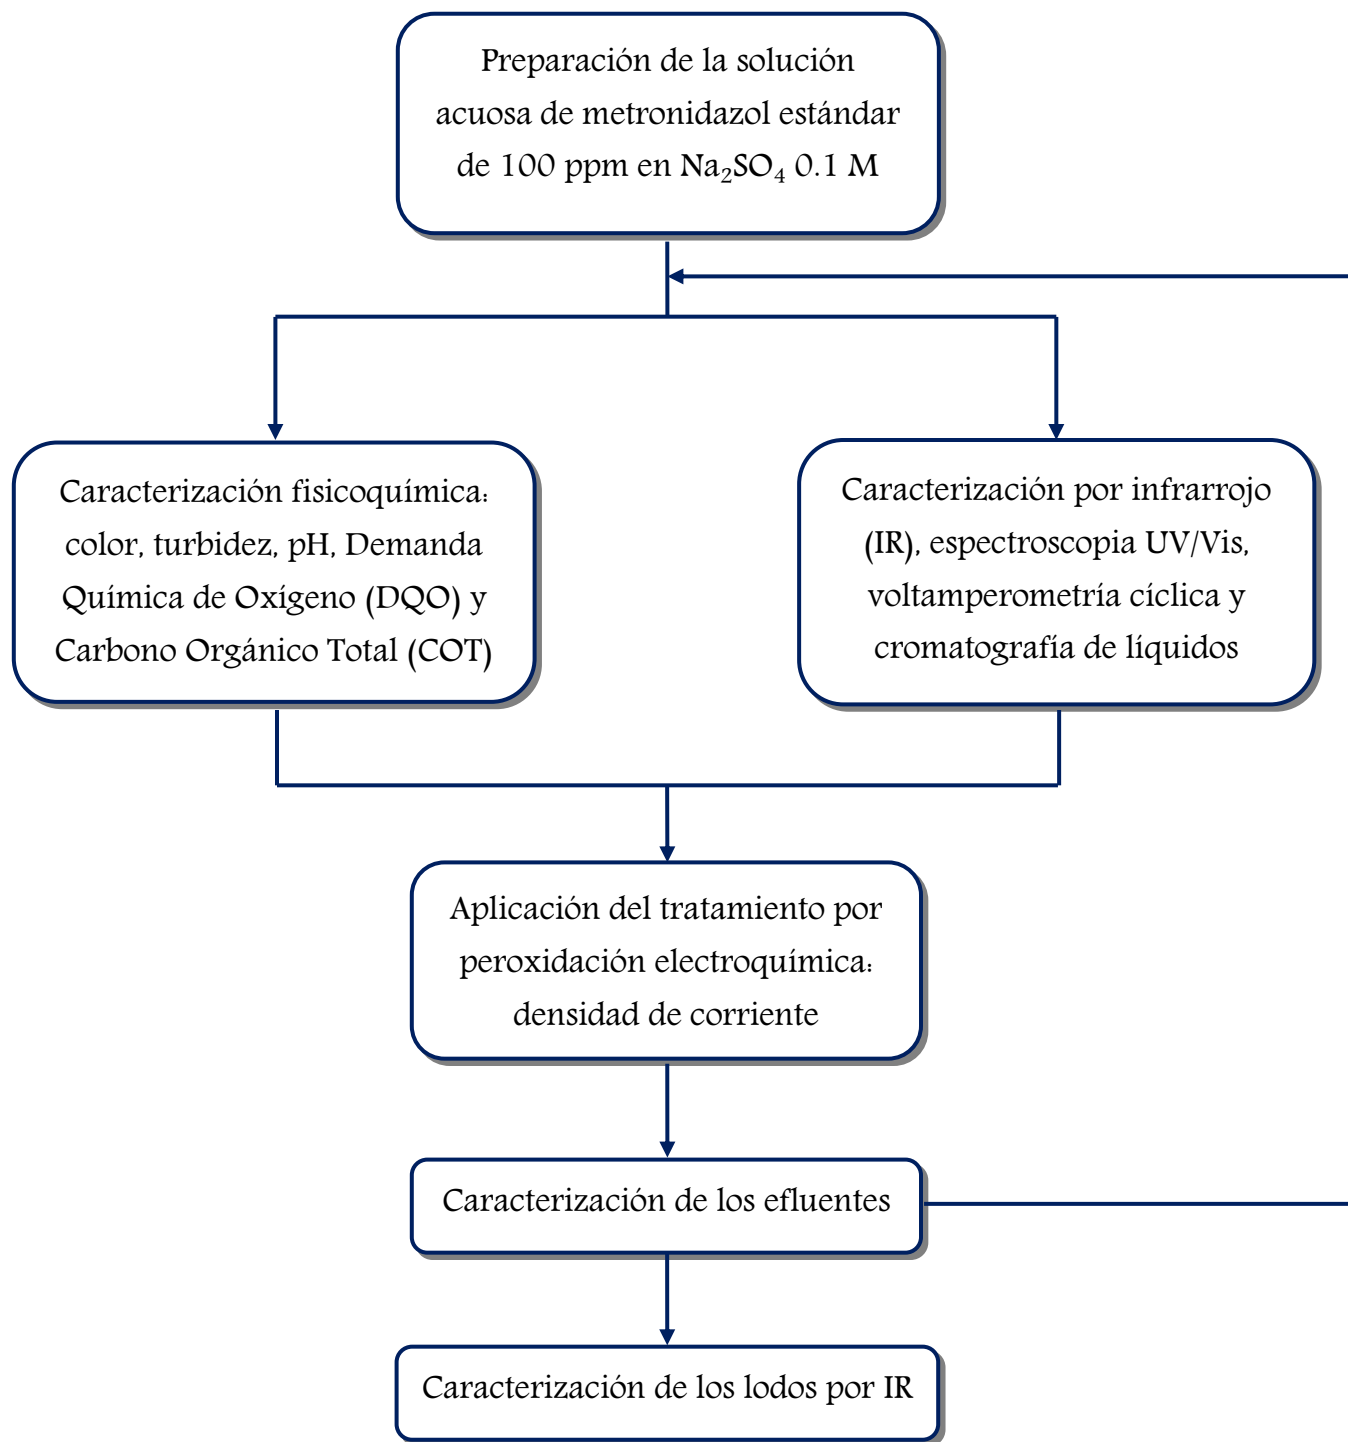 Preparación de la solución
acuosa de metronidazol estándar
de 100 ppm en Na₂SO₄ 0.1 M
Caracterización fisicoquímica:
color, turbidez, pH, Demanda
Química de Oxígeno (DQO) y
Carbono Orgánico Total (COT)
Caracterización por infrarrojo
(IR), espectroscopia UV/Vis,
voltamperometría cíclica y
cromatografía de líquidos
Aplicación del tratamiento por
peroxidación electroquímica:
densidad de corriente
Caracterización de los efluentes
Caracterización de los lodos por IR